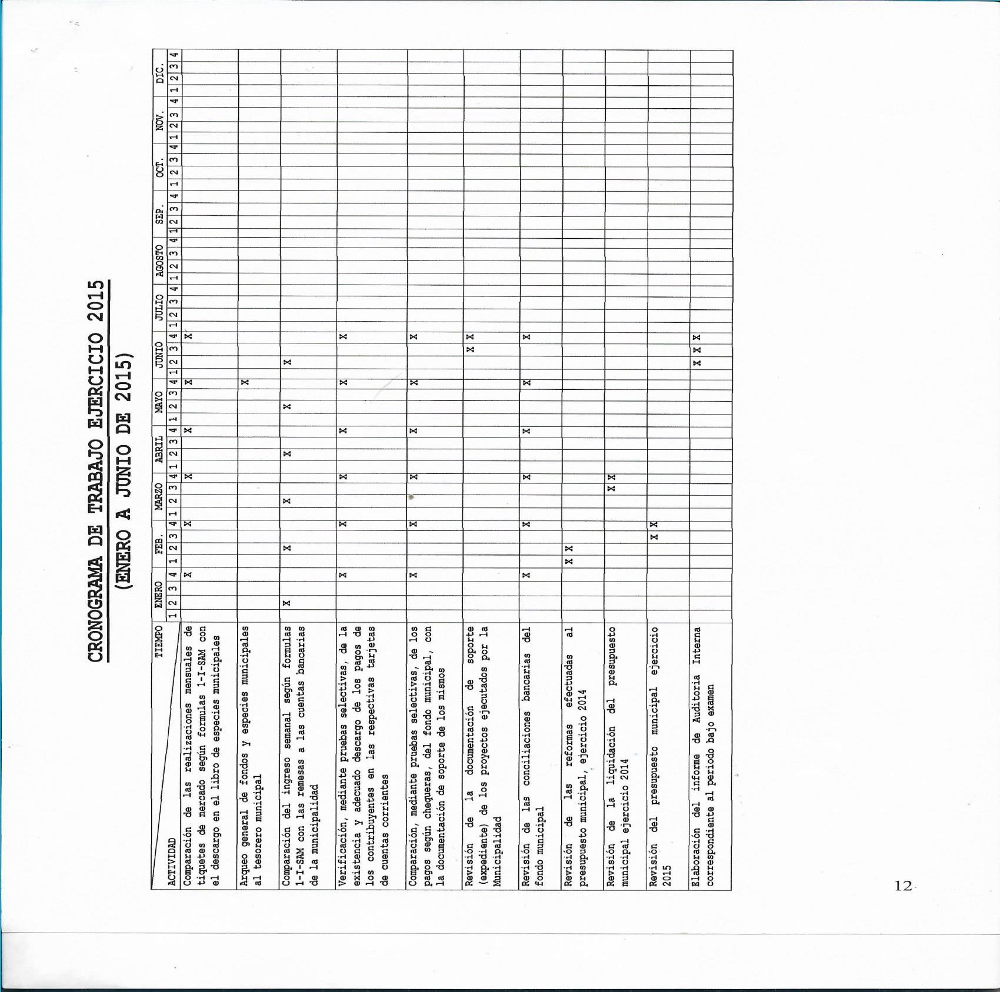 CRONOGRAMA DE TRABAJO EJERCICIO 2015
(ENERO A JUNIO DE 2015)
TIEMPO ENERO FEB. MARZO ABRIL MAYO JUNIO JULIO AGOSTO SEP. OCT. NOV. DIC.
ACTIVIDAD 1 2 3 4 1 2 3 4 1 2 3 4 1 2 3 4 1 2 3 4 1 2 3 4 1 2 3 4 1 2 3 4 1 2 3 4 1 2 3 4 1 2 3 4 1 2 3 4
Comparación de las realizaciones mensuales de X X X X X X
tiquetes de mercado según formulas 1-I-SAM con
el descargo en el libro de especies municipales
Arqueo general de fondos y especies municipales X
al tesorero municipal
Comparación del ingreso semanal según formulas X X X X X X
1-I-SAM con las remesas a las cuentas bancarias
de la municipalidad
Verificación, mediante pruebas selectivas, de la X X X X X X
existencia y adecuado descargo de los pagos de
los contribuyentes en las respectivas tarjetas
de cuentas corrientes
Comparación, mediante pruebas selectivas, de los X X X X X X
pagos según chequeras, del fondo municipal, con
la documentación de soporte de los mismos
Revisión de la documentación de soporte X X
(expediente) de los proyectos ejecutados por la
Municipalidad
Revisión de las conciliaciones bancarias del X X X X X X
fondo municipal
Revisión de las reformas efectuadas al X X
presupuesto municipal, ejercicio 2014
Revisión de la liquidación del presupuesto X X
municipal ejercicio 2014
Revisión del presupuesto municipal ejercicio X X
2015
Elaboración del informe de Auditoria Interna X X X
correspondiente al periodo bajo examen
12